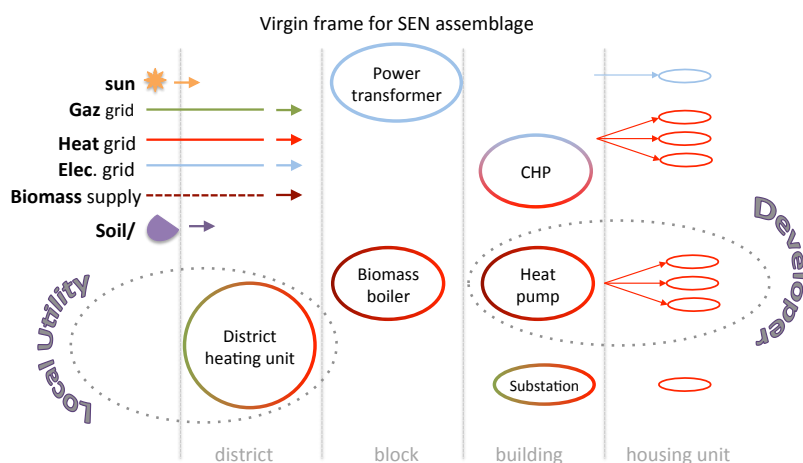 Virgin frame for SEN assemblage
sun
Gaz grid
Heat grid
Elec. grid
Biomass supply
Soil/
Power
transformer
CHP
Biomass
boiler
Heat
pump
District
heating unit
Substation
Local Utility
Developer
district
block
building
housing unit